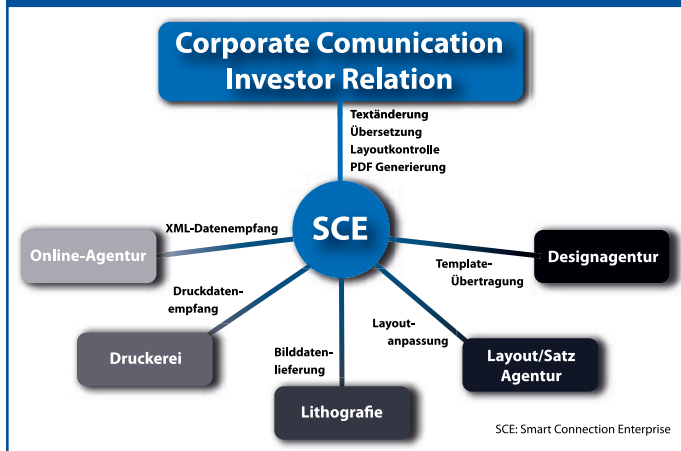 Corporate Comunication
Investor Relation
Textänderung
Übersetzung
Layoutkontrolle
PDF Generierung
SCE
XML-Datenempfang
Online-Agentur
Designagentur
Template-
Übertragung
Druckdaten-
empfang
Druckerei
Bilddaten-
lieferung
Lithografie
Layout-
anpassung
Layout/Satz
Agentur
SCE: Smart Connection Enterprise